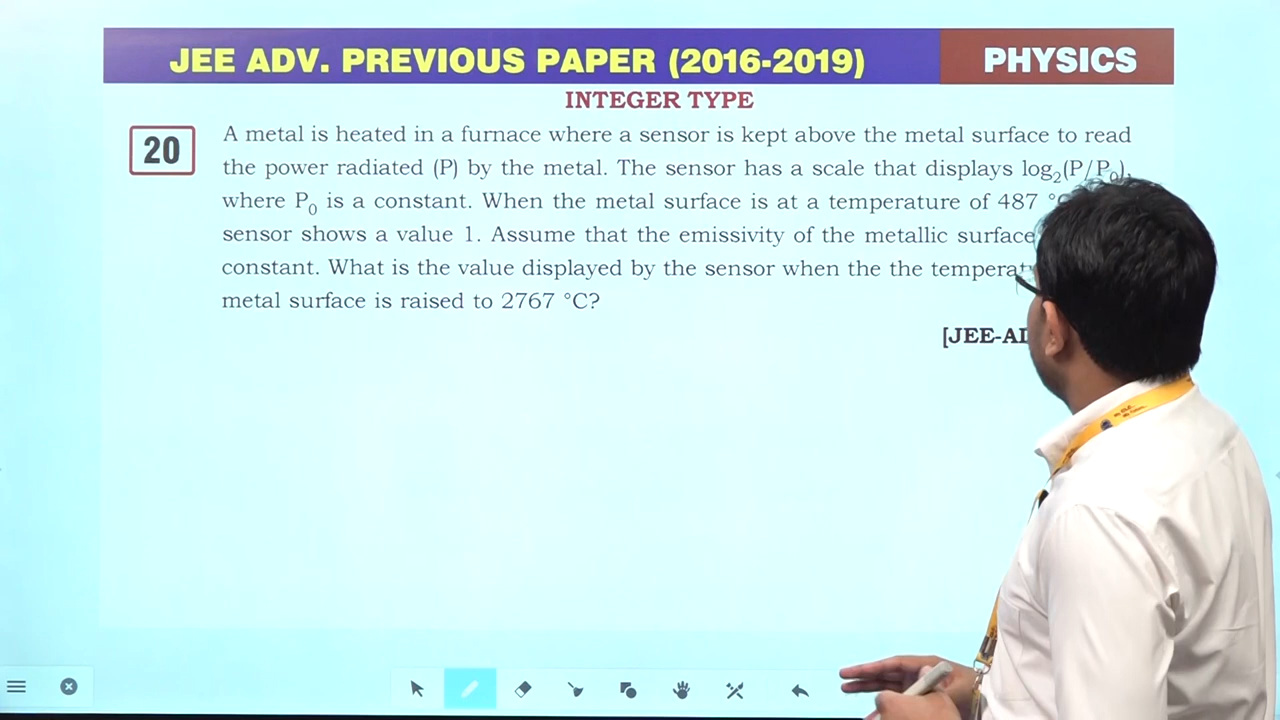 JEE ADV. PREVIOUS PAPER (2016-2019) PHYSICS
INTEGER TYPE
20
A metal is heated in a furnace where a sensor is kept above the metal surface to read
the power radiated (P) by the metal. The sensor has a scale that displays log₂(P/P₀),
where P₀ is a constant. When the metal surface is at a temperature of 487 °
sensor shows a value 1. Assume that the emissivity of the metallic surface
constant. What is the value displayed by the sensor when the the
metal surface is raised to 2767 °C?